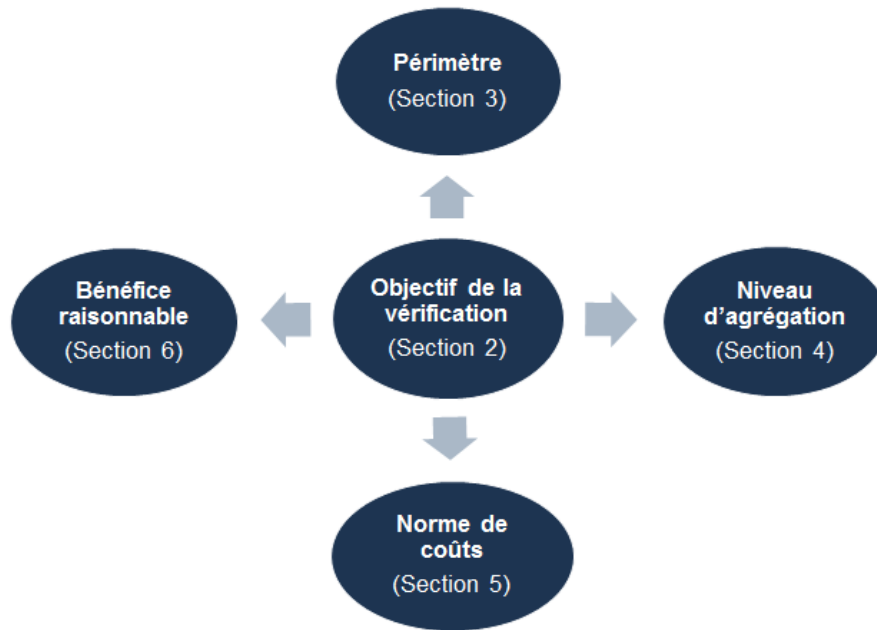 Périmètre
(Section 3)
Bénéfice
raisonnable
(Section 6)
Objectif de la
vérification
(Section 2)
Niveau
d'agrégation
(Section 4)
Norme de
coûts
(Section 5)